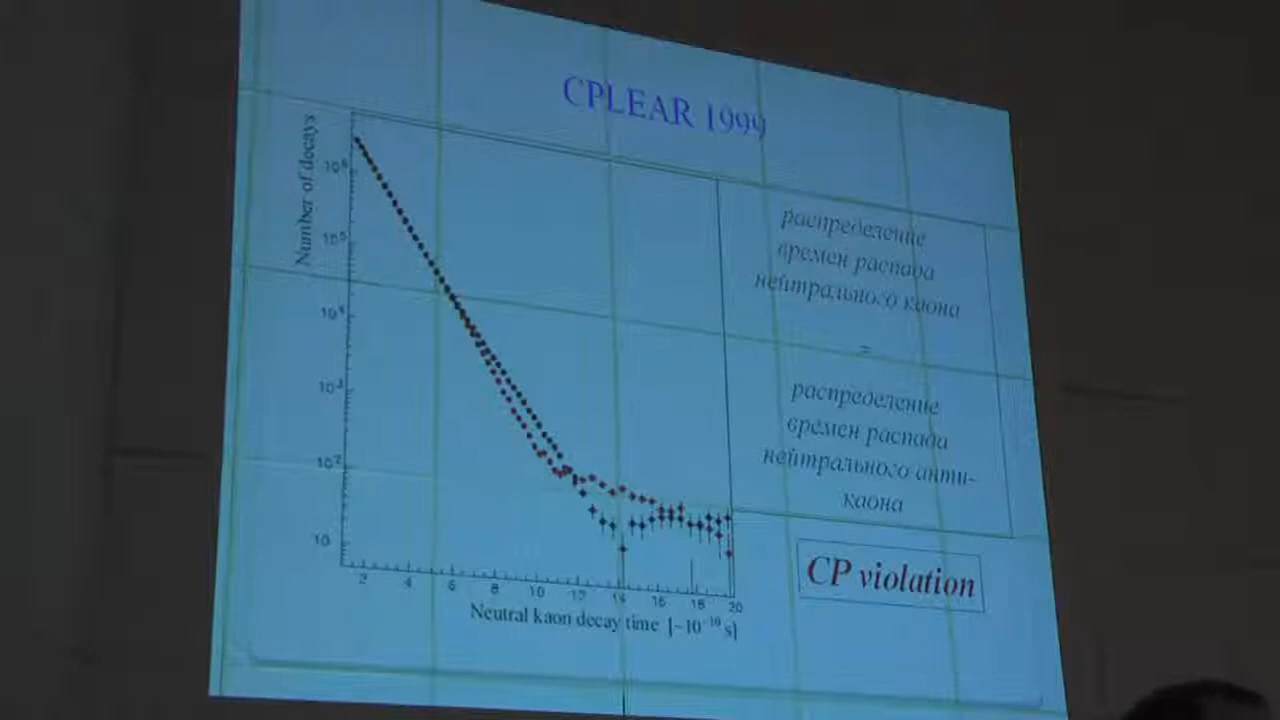 CPLEAR 1999
Number of decays
10⁶
10⁵
10⁴
10³
10²
10
2 4 6 8 10 12 14 16 18 20
Neutral kaon decay time [~10⁻¹⁰ s]
распределение
времен распада
нейтрального каона
=
распределение
времен распада
нейтрального анти-
каона
CP violation